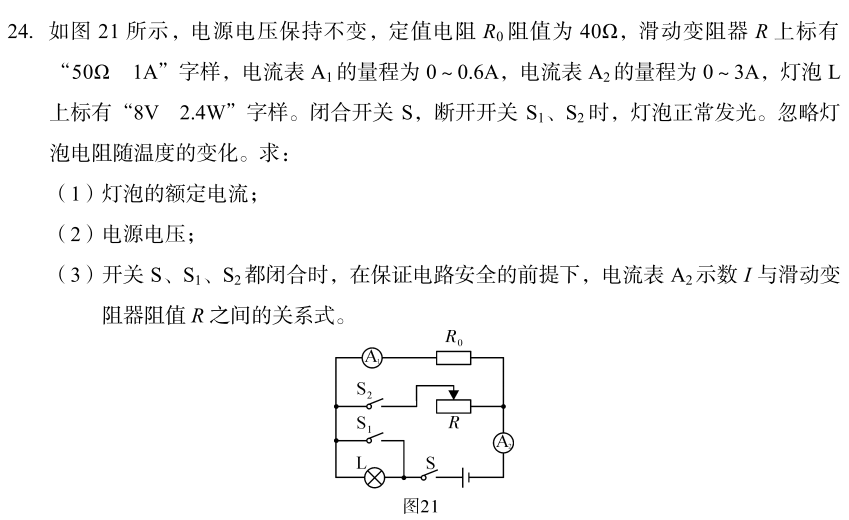 24. 如图 21 所示，电源电压保持不变，定值电阻 R₀ 阻值为 40Ω，滑动变阻器 R 上标有
“50Ω 1A”字样，电流表 A₁ 的量程为 0~0.6A，电流表 A₂ 的量程为 0~3A，灯泡 L
上标有“8V 2.4W”字样。闭合开关 S，断开开关 S₁、S₂ 时，灯泡正常发光。忽略灯
泡电阻随温度的变化。求：
（1）灯泡的额定电流；
（2）电源电压；
（3）开关 S、S₁、S₂ 都闭合时，在保证电路安全的前提下，电流表 A₂ 示数 I 与滑动变
阻器阻值 R 之间的关系式。
R₀
A₁
S₂
R
S₁
A₂
L
S
图21